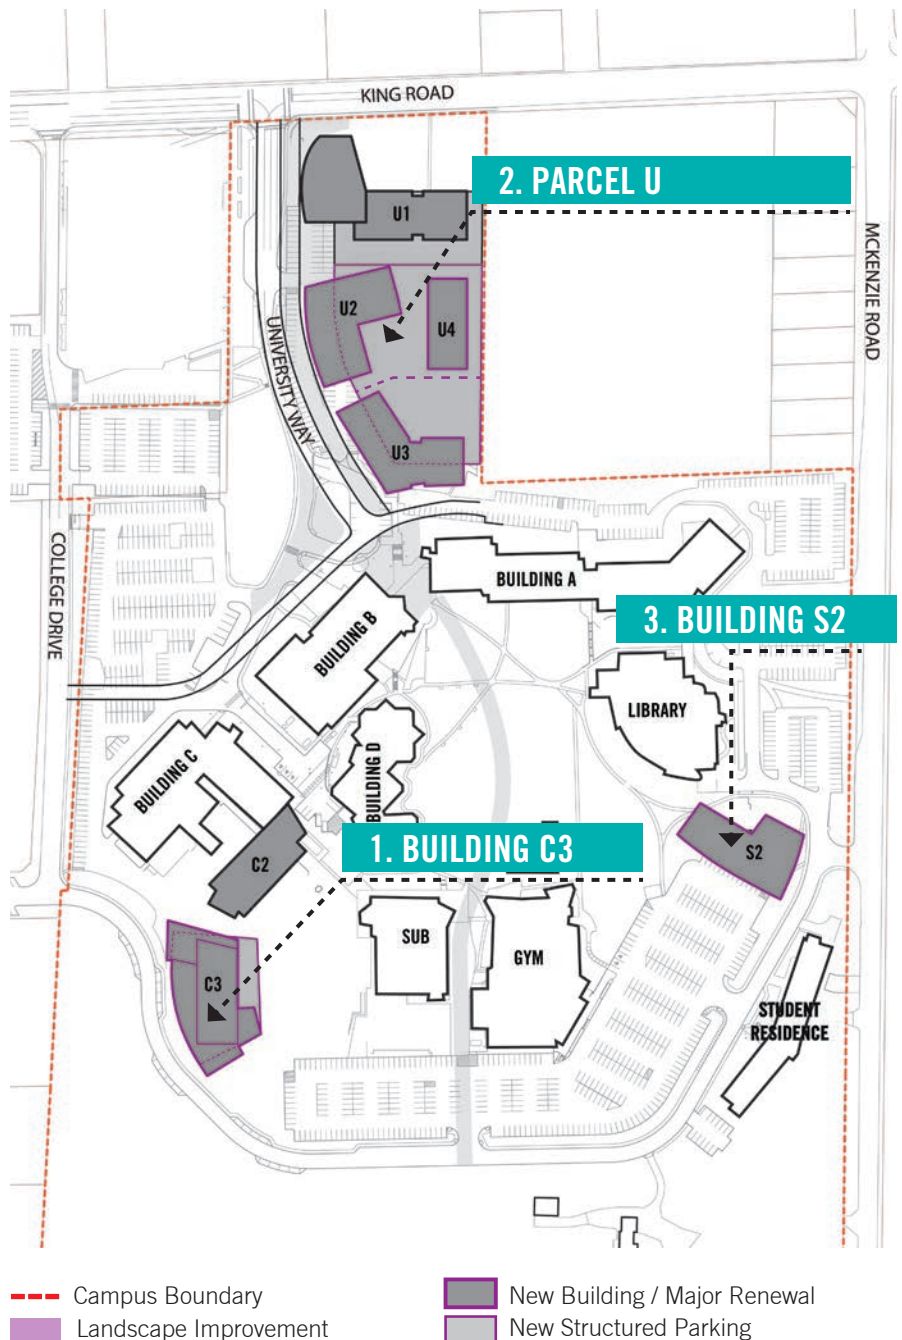 KING ROAD
2. PARCEL U
U1
MCKENZIE ROAD
U2
U4
UNIVERSITY WAY
U3
COLLEGE DRIVE
BUILDING A
3. BUILDING S2
BUILDING B
LIBRARY
BUILDING C
BUILDING D
1. BUILDING C3
S2
C2
SUB
GYM
C3
STUDENT
RESIDENCE
Campus Boundary
New Building / Major Renewal
Landscape Improvement
New Structured Parking